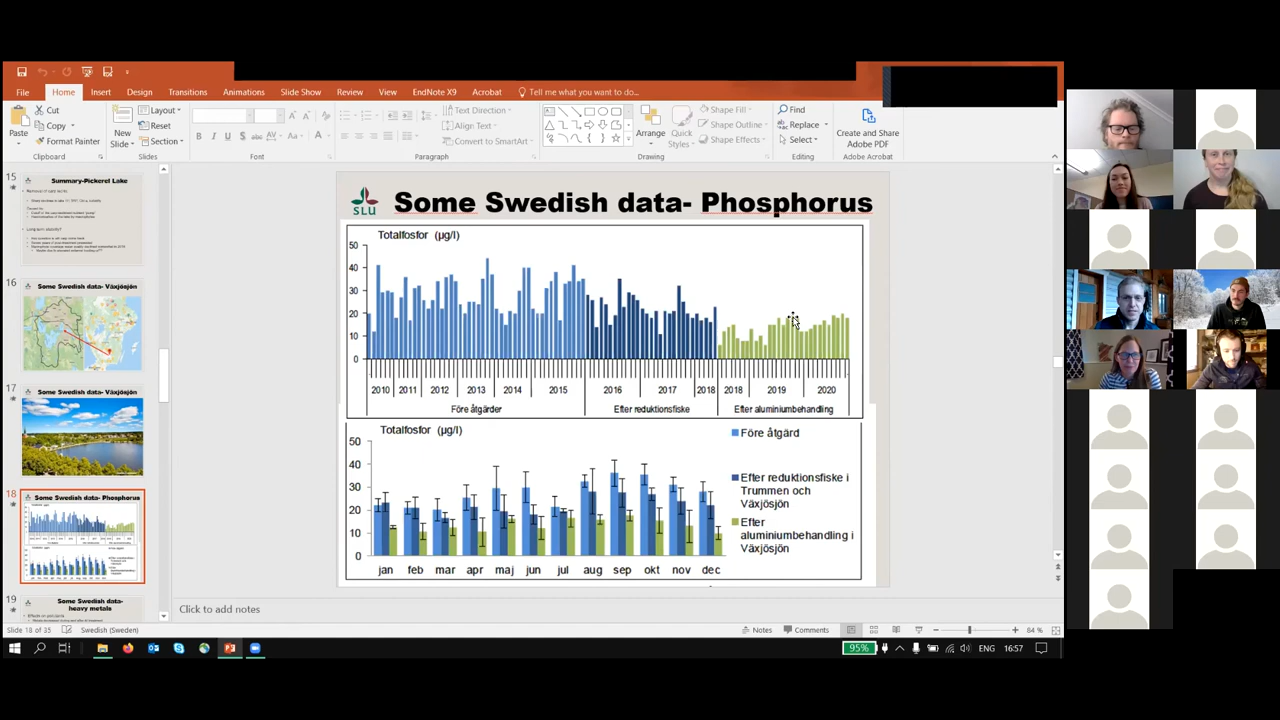 File Home Insert Design Transitions Animations Slide Show Review View EndNote X9 Acrobat Tell me what you want to do...
Paste
Cut
Copy
Format Painter
Clipboard
New Slide
Layout
Reset
Section
Slides
Font
Text Direction
Align Text
Convert to SmartArt
Paragraph
Arrange
Quick Styles
Shape Fill
Shape Outline
Shape Effects
Drawing
Find
Replace
Select
Editing
Create and Share Adobe PDF
Adobe Acrobat
15
Summary-Pickerel Lake
16
Some Swedish data- Växjösjön
17
Some Swedish data- Växjösjön
18
Some Swedish data- Phosphorus
19
Some Swedish data-
heavy metals
SLU
Some Swedish data- Phosphorus
Totalfosfor (µg/l)
50
40
30
20
10
0
2010 2011 2012 2013 2014 2015 2016 2017 2018 2018 2019 2020
Före åtgärder Efter reduktionsfiske Efter aluminiumbehandling
Totalfosfor (µg/l)
50
40
30
20
10
0
jan feb mar apr maj jun jul aug sep okt nov dec
Före åtgärd
Efter reduktionsfiske i
Trummen och
Växjösjön
Efter
aluminiumbehandling i
Växjösjön
Click to add notes
Slide 18 of 35 Swedish (Sweden) Notes Comments 84 %
95% ENG 16:57